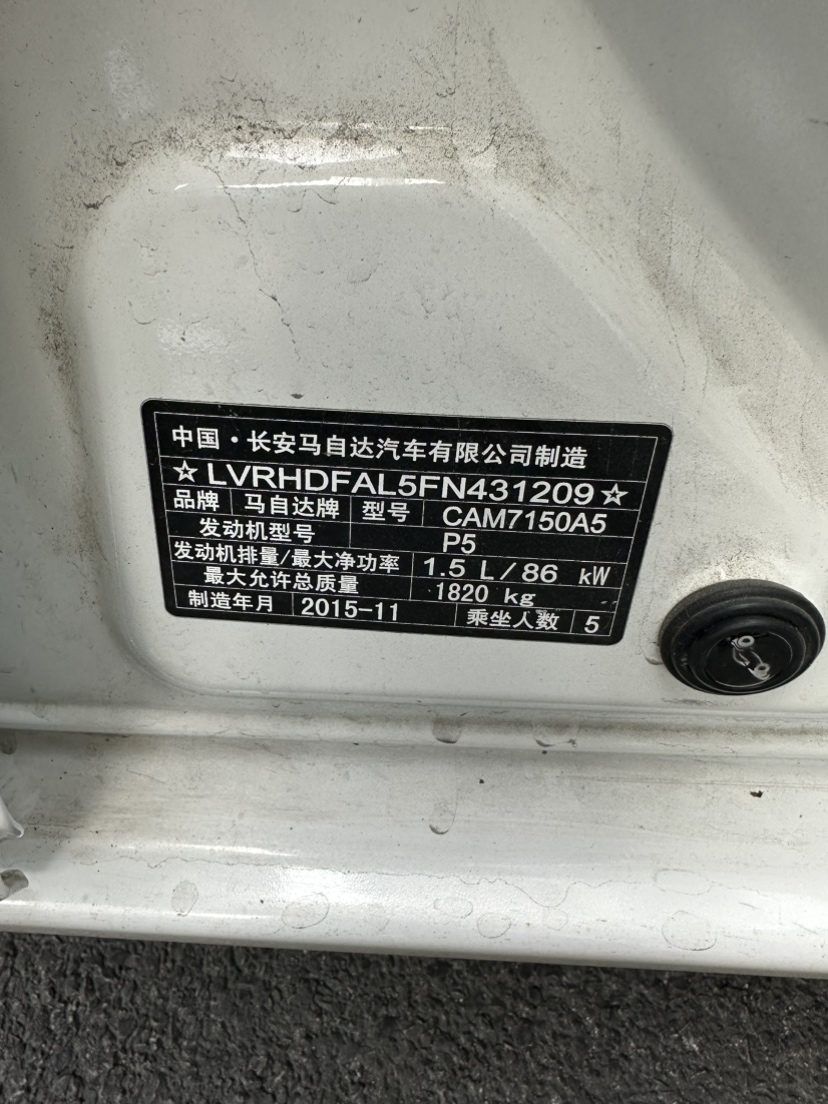 中国·长安马自达汽车有限公司制造
☆LVRHDFAL5FN431209☆
品牌 马自达牌 型号 CAM7150A5
发动机型号 P5
发动机排量/最大净功率 1.5 L/86 kW
最大允许总质量 1820 kg
制造年月 2015-11 乘坐人数 5